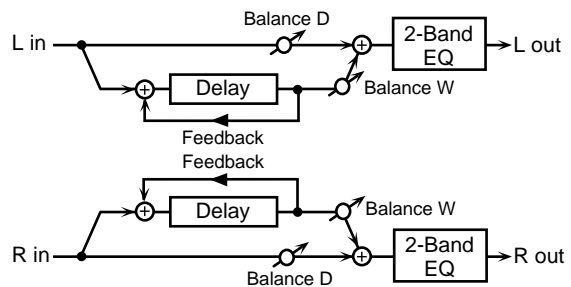 Balance D
L in
2-Band
EQ
L out
+
+
Delay
Balance W
Feedback
Feedback
+
Delay
Balance W
R in
+
2-Band
EQ
R out
Balance D